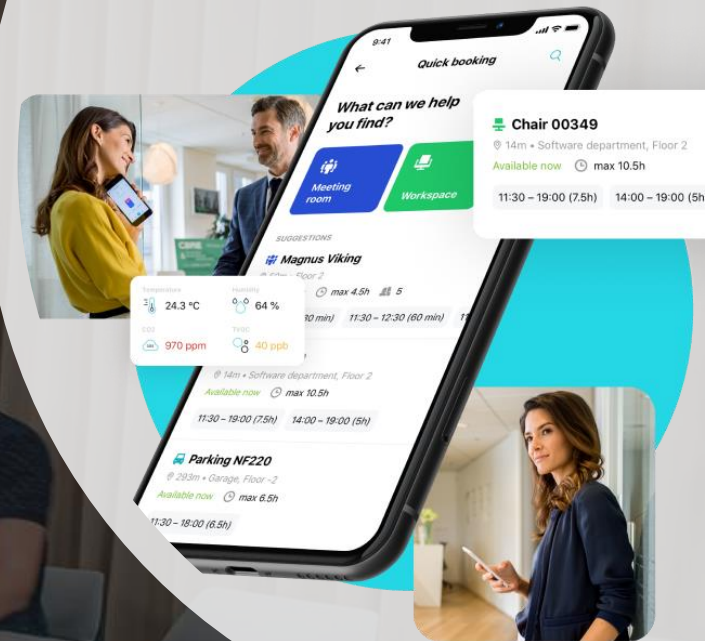 9:41
Quick booking
What can we help
you find?
Meeting
room
Workspace
SUGGESTIONS
Magnus Viking
Floor 2
max 4.5h 5
11:30 – 12:30 (60 min)
14m • Software department, Floor 2
Available now max 10.5h
11:30 – 19:00 (7.5h) 14:00 – 19:00 (5h)
Parking NF220
293m • Garage, Floor -2
Available now max 6.5h
11:30 – 18:00 (6.5h)
Chair 00349
14m • Software department, Floor 2
Available now max 10.5h
11:30 – 19:00 (7.5h) 14:00 – 19:00 (5h
Temperature Humidity
24.3 °C 64 %
CO2 TVOC
970 ppm 40 ppb
CBRE